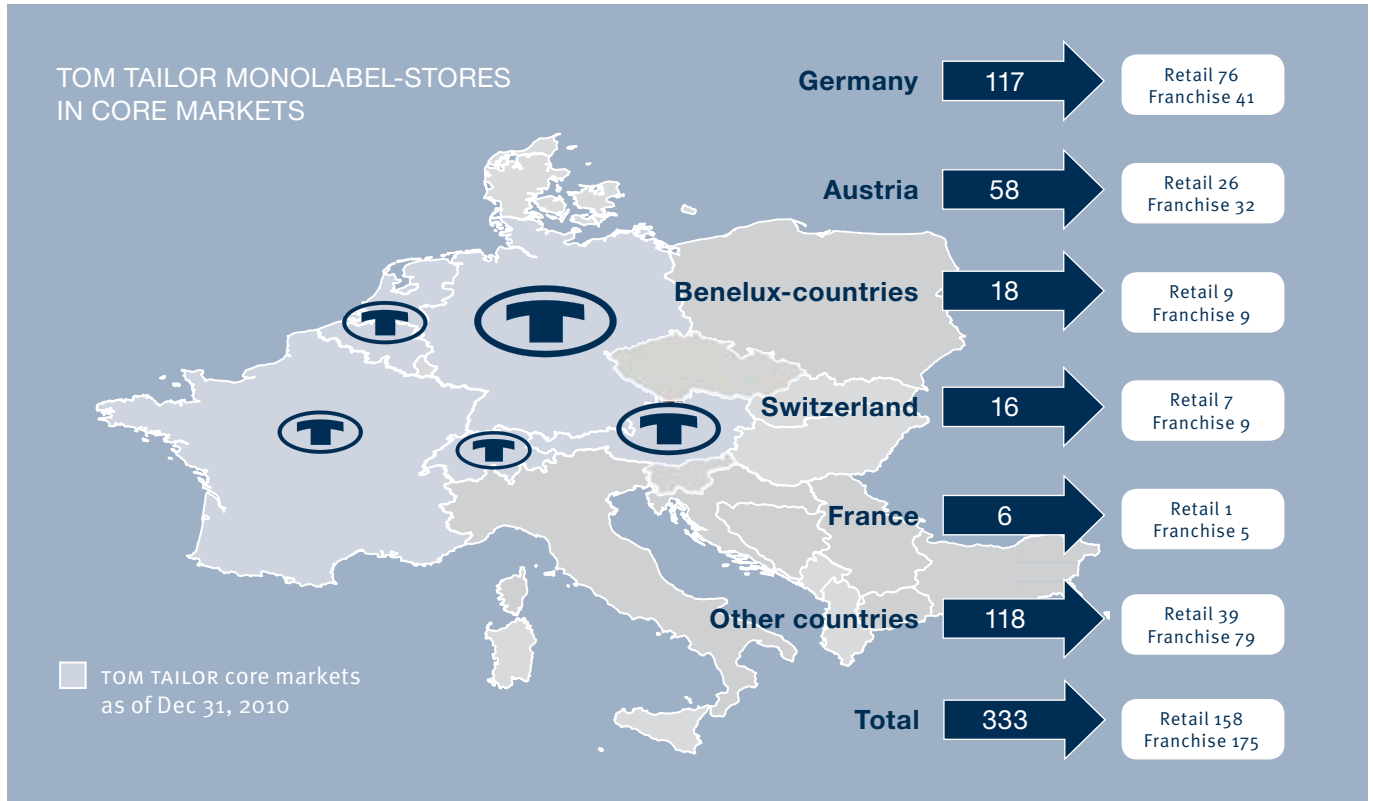 TOM TAILOR MONOLABEL-STORES
IN CORE MARKETS
Germany
117
Retail 76
Franchise 41
Austria
58
Retail 26
Franchise 32
Benelux-countries
18
Retail 9
Franchise 9
Switzerland
16
Retail 7
Franchise 9
France
6
Retail 1
Franchise 5
Other countries
118
Retail 39
Franchise 79
Total
333
Retail 158
Franchise 175
TOM TAILOR core markets
as of Dec 31, 2010